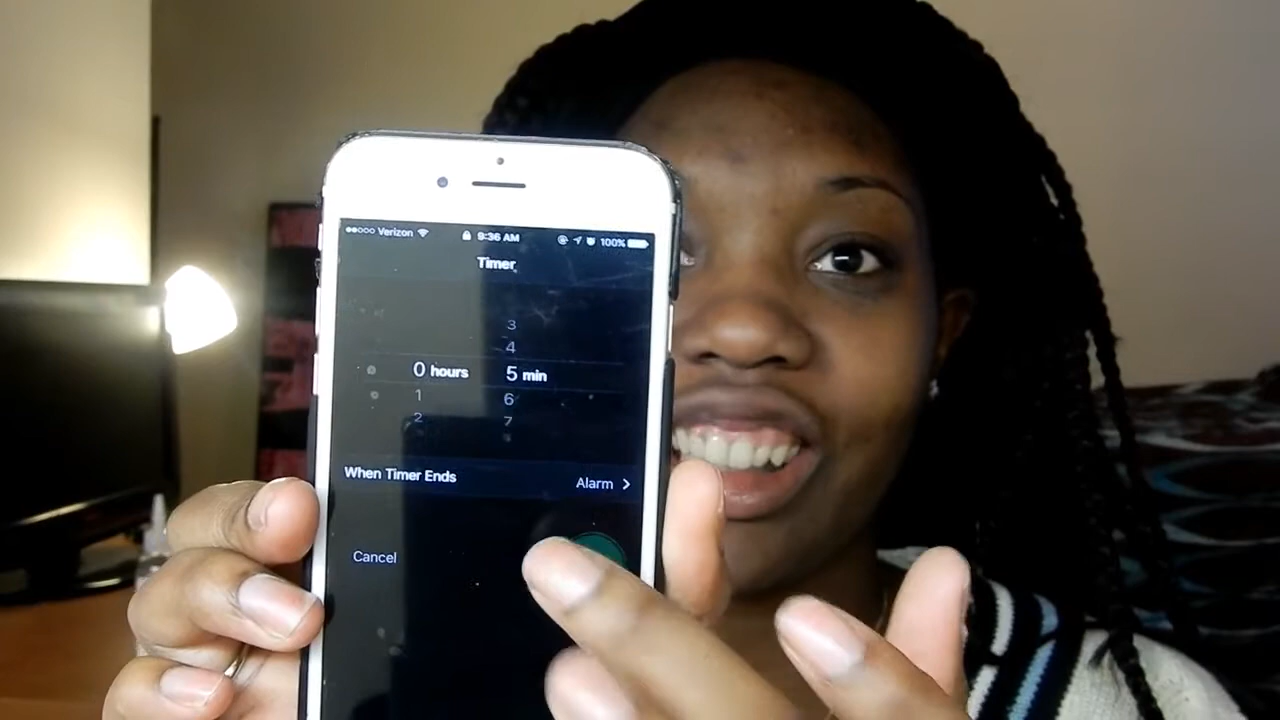 Verizon 9:36 AM 100%
Timer
3
4
0 hours 5 min
1 6
2 7
When Timer Ends Alarm >
Cancel